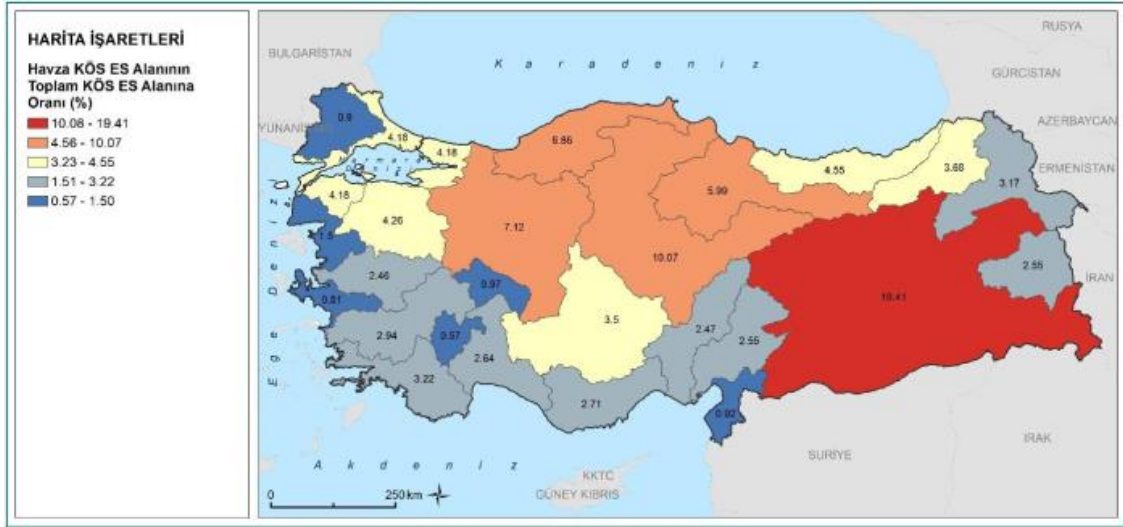 HARİTA İŞARETLERİ
Havza KÖS ES Alanının
Toplam KÖS ES Alanına
Oranı (%)
10.08 - 19.41
4.56 - 10.07
3.23 - 4.55
1.51 - 3.22
0.57 - 1.50
RUSYA
BULGARİSTAN
Karadeniz
GÜRCİSTAN
0.9
AZERBAYCAN
YUNANİSTAN
4.18
4.18
6.86
Marmara
Denizi
ERMENİSTAN
4.18
4.55
3.68
5.99
3.17
4.26
7.12
1.5
10.07
2.55
İRAN
2.46
0.97
19.41
0.81
3.5
2.47
2.94
0.57
2.64
2.55
3.22
2.71
0.92
Ege Denizi
SURİYE
IRAK
Akdeniz
KKTC
GÜNEY KIBRIS
0
250 km